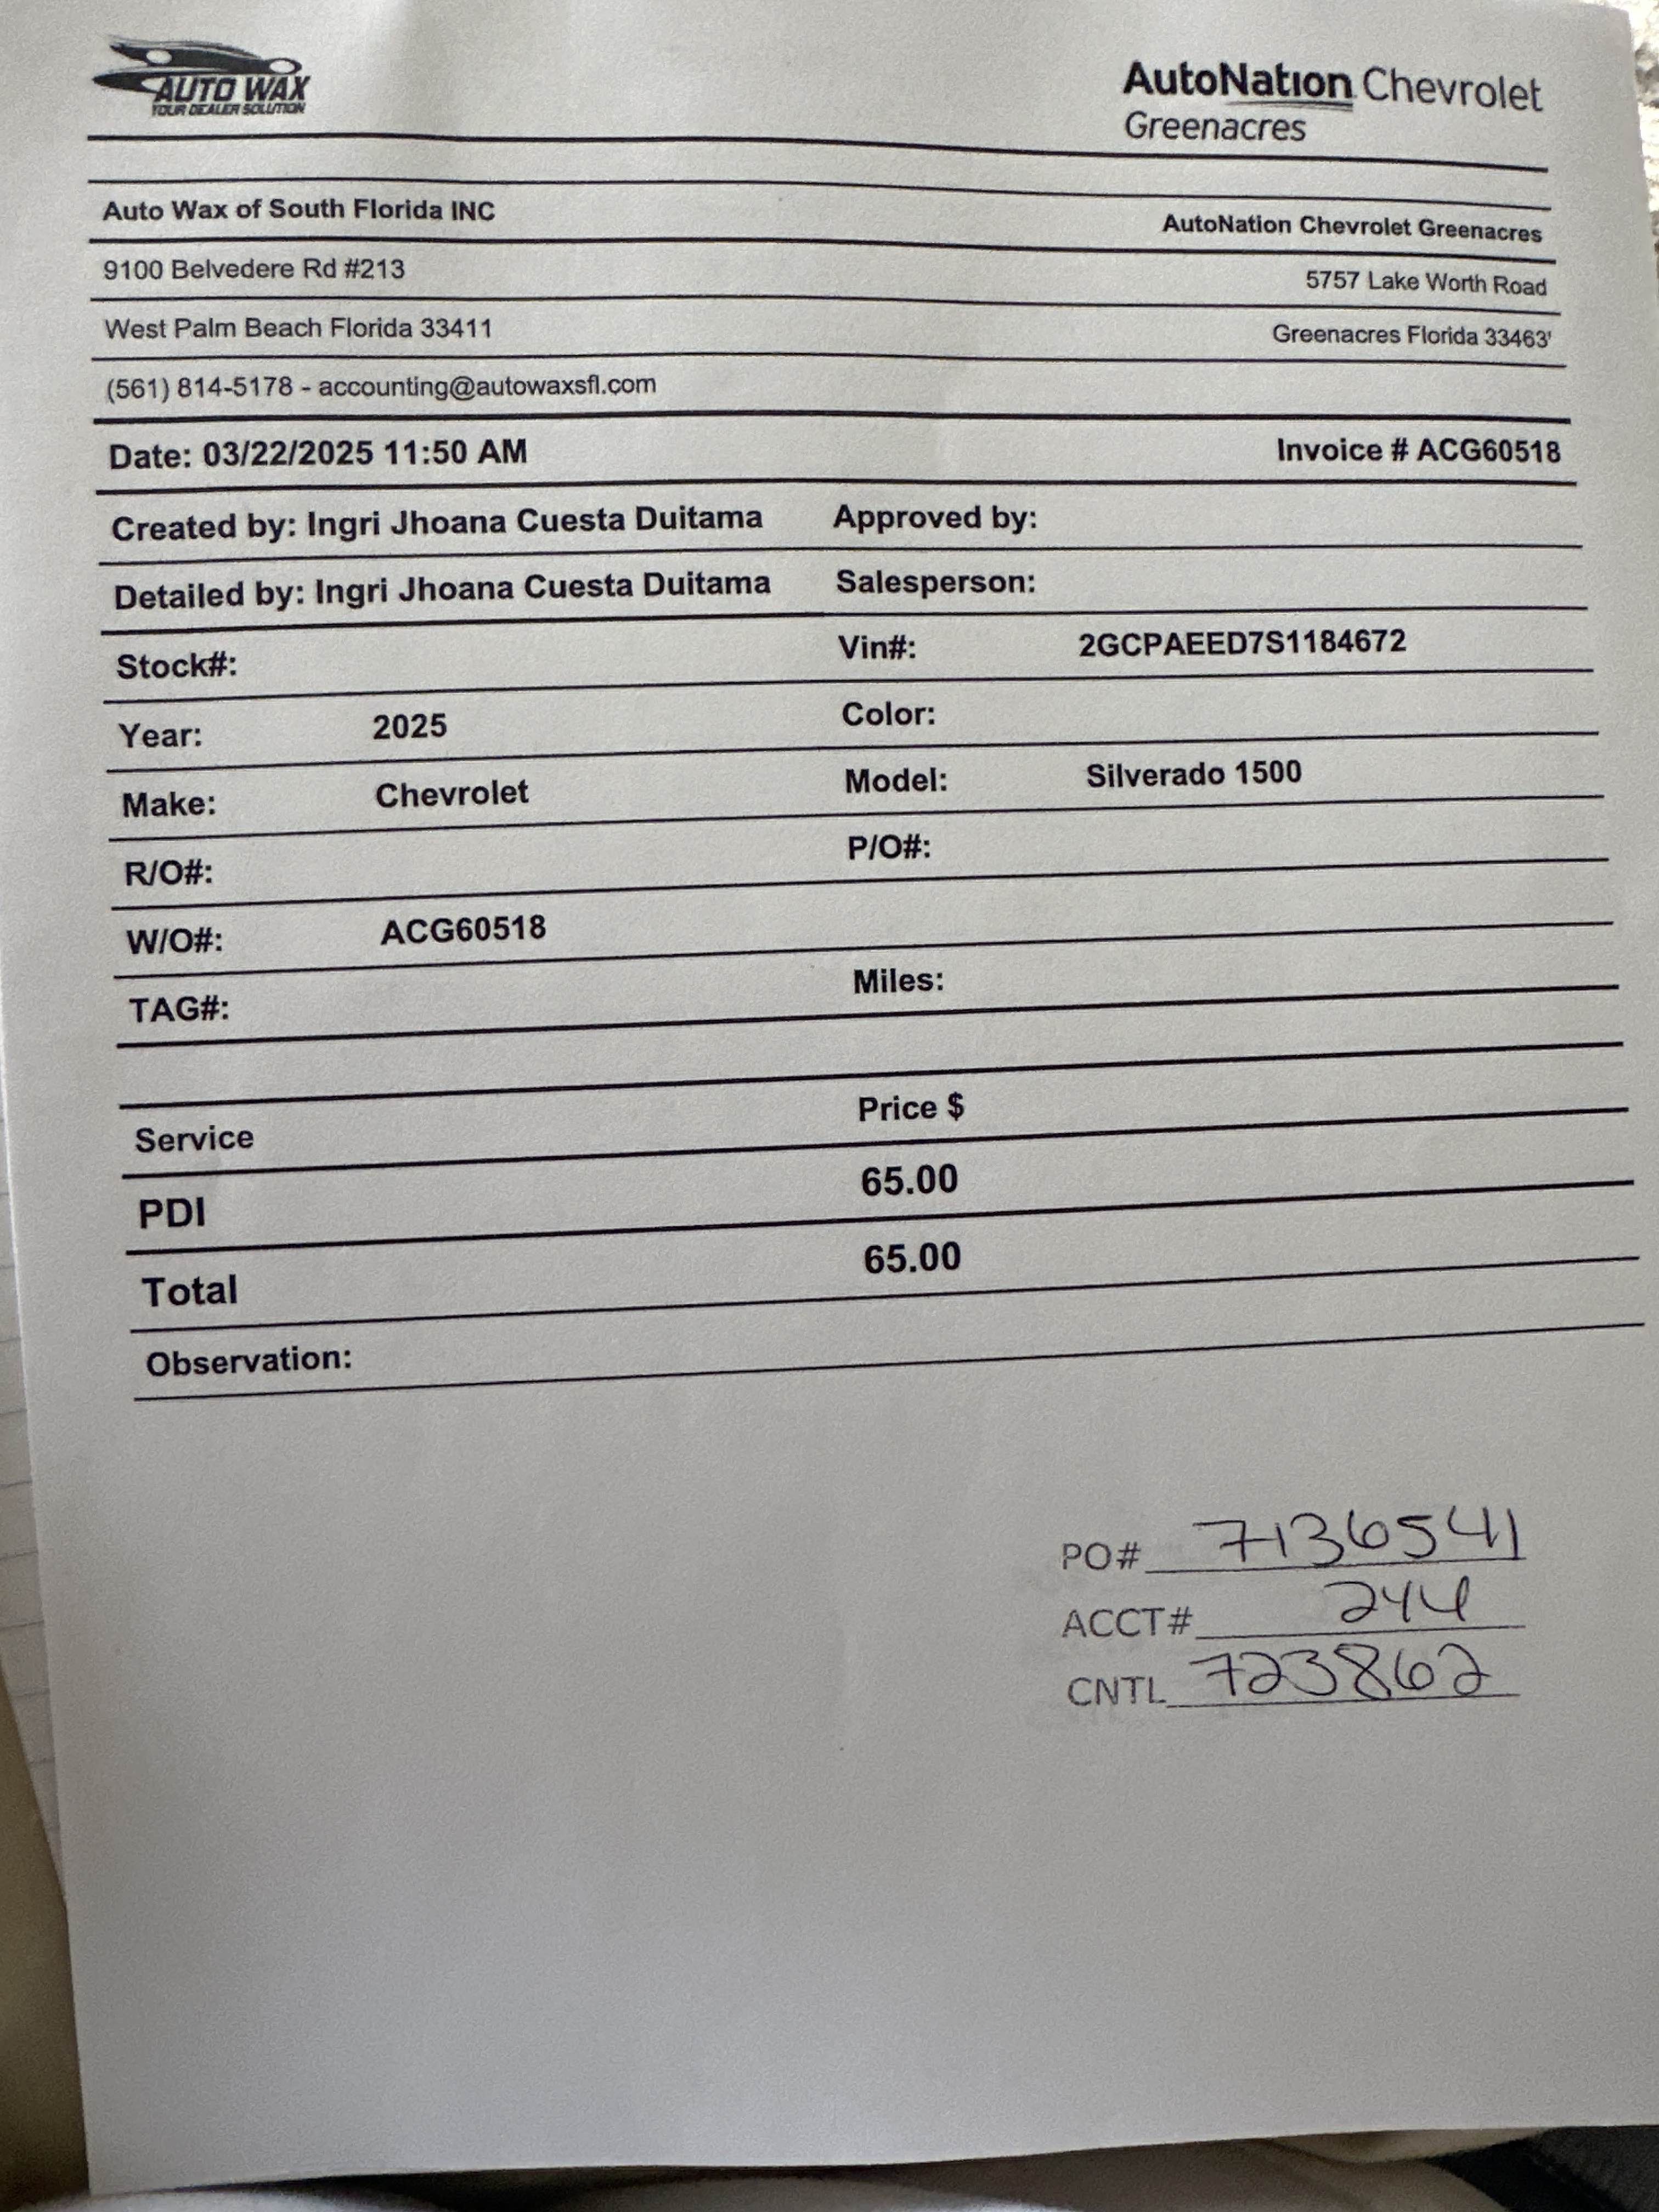 AUTO WAX
YOUR DEALER SOLUTION
AutoNation Chevrolet
Greenacres
Auto Wax of South Florida INC
AutoNation Chevrolet Greenacres
9100 Belvedere Rd #213
5757 Lake Worth Road
West Palm Beach Florida 33411
Greenacres Florida 33463'
(561) 814-5178 - accounting@autowaxsfl.com
Date: 03/22/2025 11:50 AM
Invoice # ACG60518
Created by: Ingri Jhoana Cuesta Duitama Approved by:
Detailed by: Ingri Jhoana Cuesta Duitama Salesperson:
Stock#: Vin#: 2GCPAEED7S1184672
Year: 2025 Color:
Make: Chevrolet Model: Silverado 1500
R/O#: P/O#:
W/O#: ACG60518
TAG#: Miles:
Service Price $
PDI 65.00
Total 65.00
Observation:
PO# 7136541
ACCT# 244
CNTL 723862